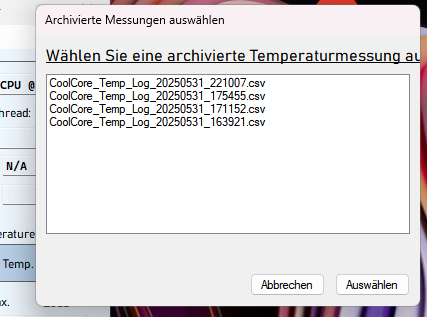 Archivierte Messungen auswählen
Wählen Sie eine archivierte Temperaturmessung au
CoolCore_Temp_Log_20250531_221007.csv
CoolCore_Temp_Log_20250531_175455.csv
CoolCore_Temp_Log_20250531_171152.csv
CoolCore_Temp_Log_20250531_163921.csv
CPU @
hread:
N/A
erature
Temp.
Abbrechen
Auswählen